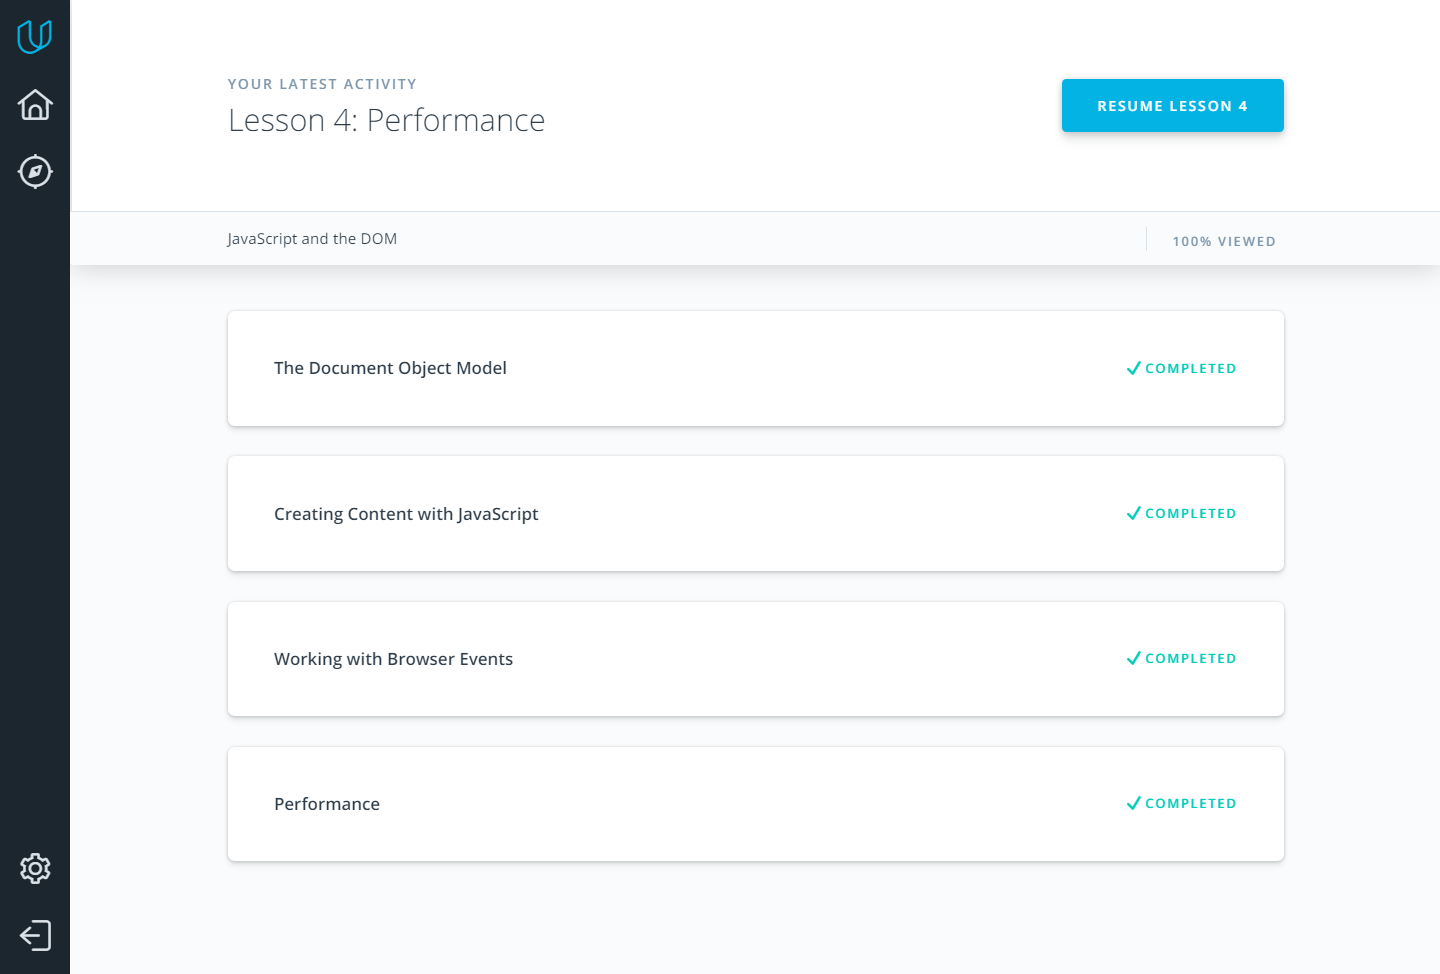 YOUR LATEST ACTIVITY
Lesson 4: Performance
RESUME LESSON 4
JavaScript and the DOM
100% VIEWED
The Document Object Model
COMPLETED
Creating Content with JavaScript
COMPLETED
Working with Browser Events
COMPLETED
Performance
COMPLETED